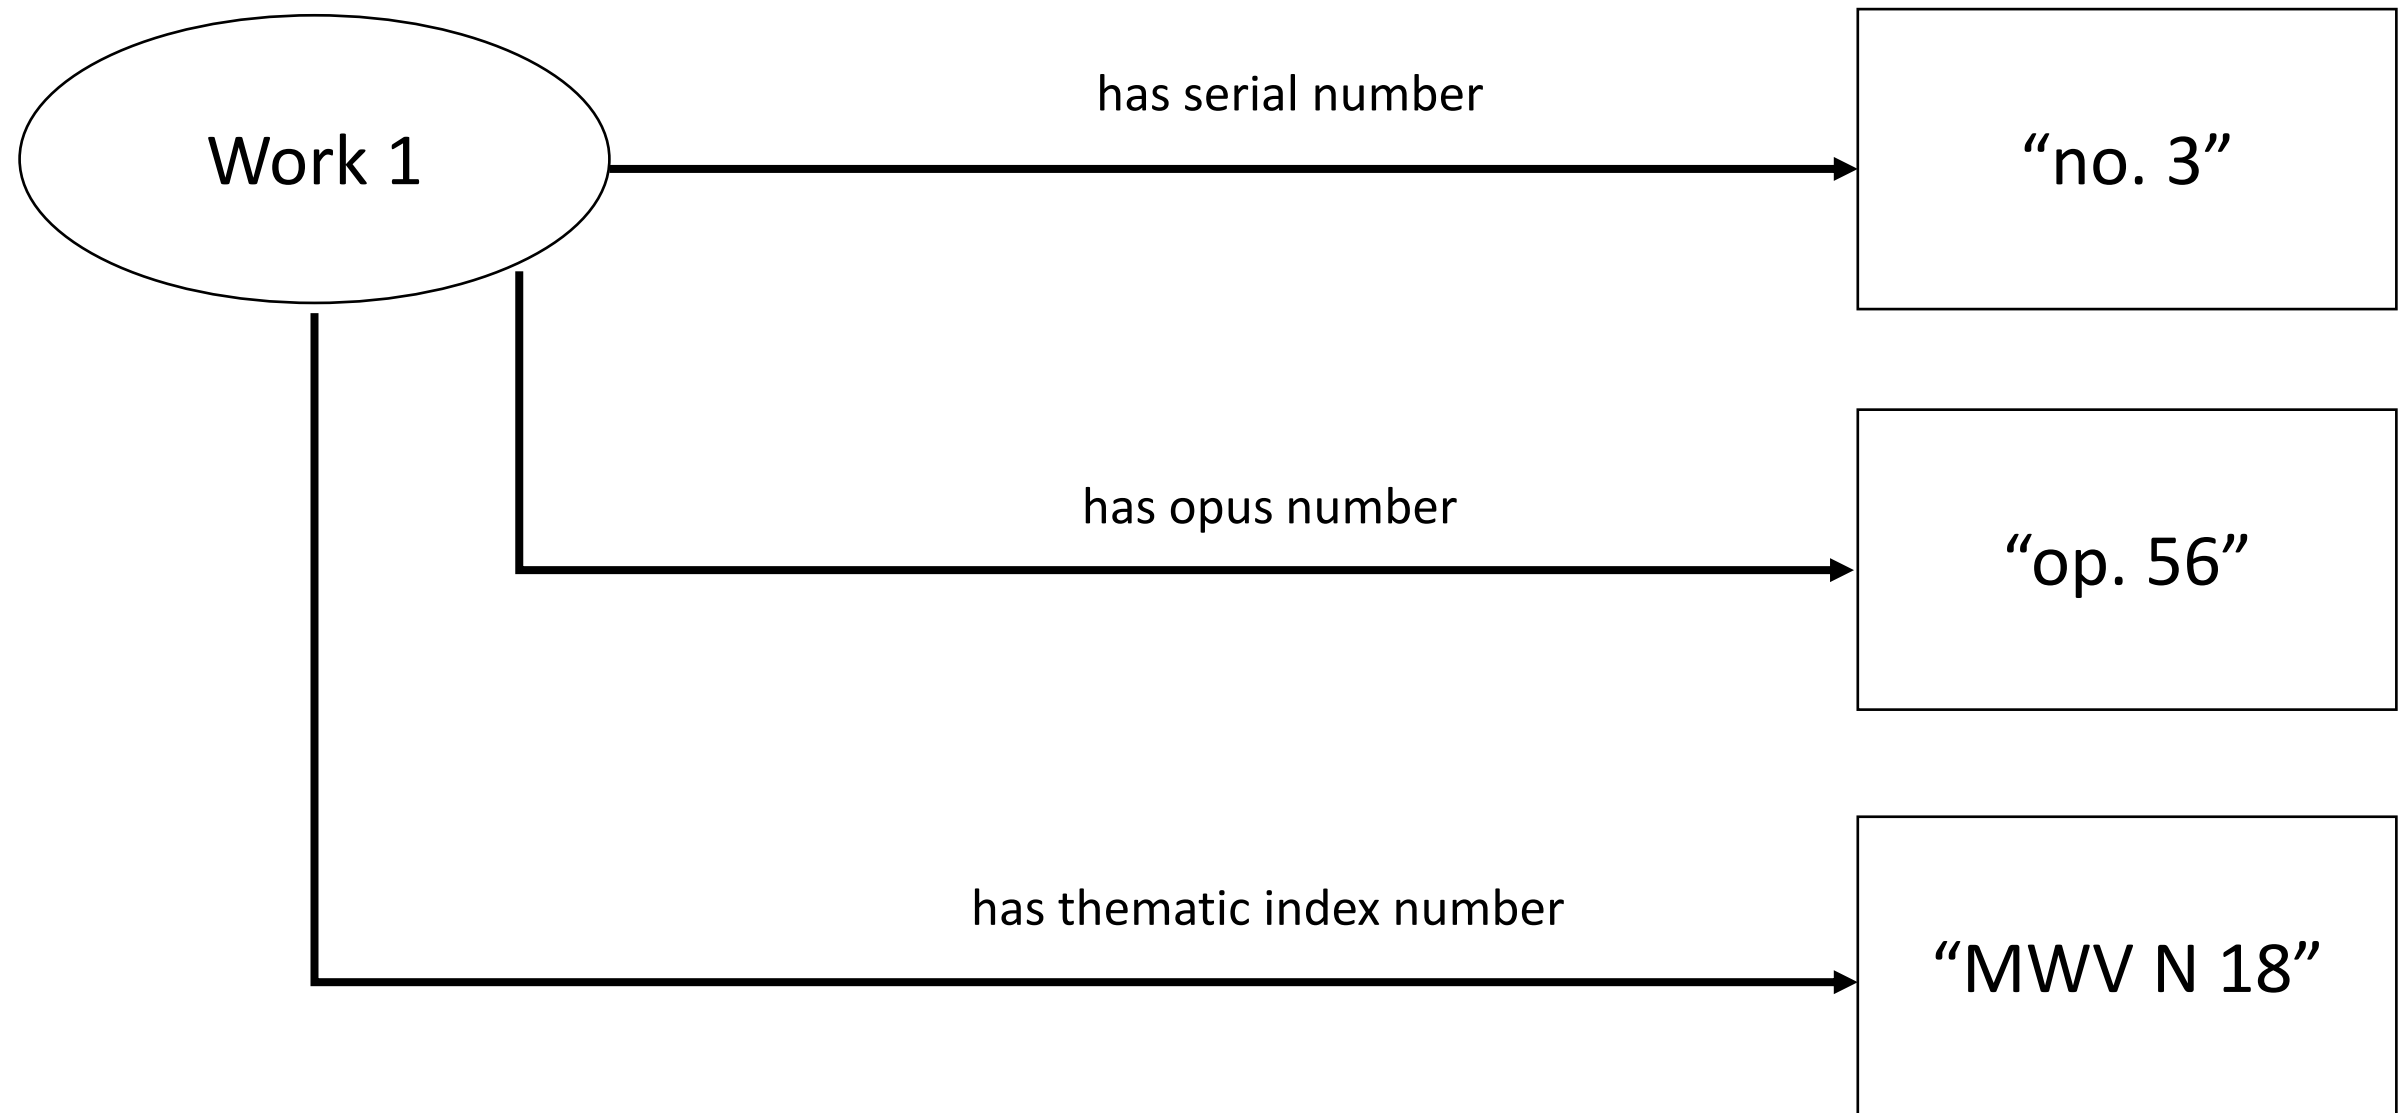 has serial number
Work 1
“no. 3”
has opus number
“op. 56”
has thematic index number
“MWV N 18”